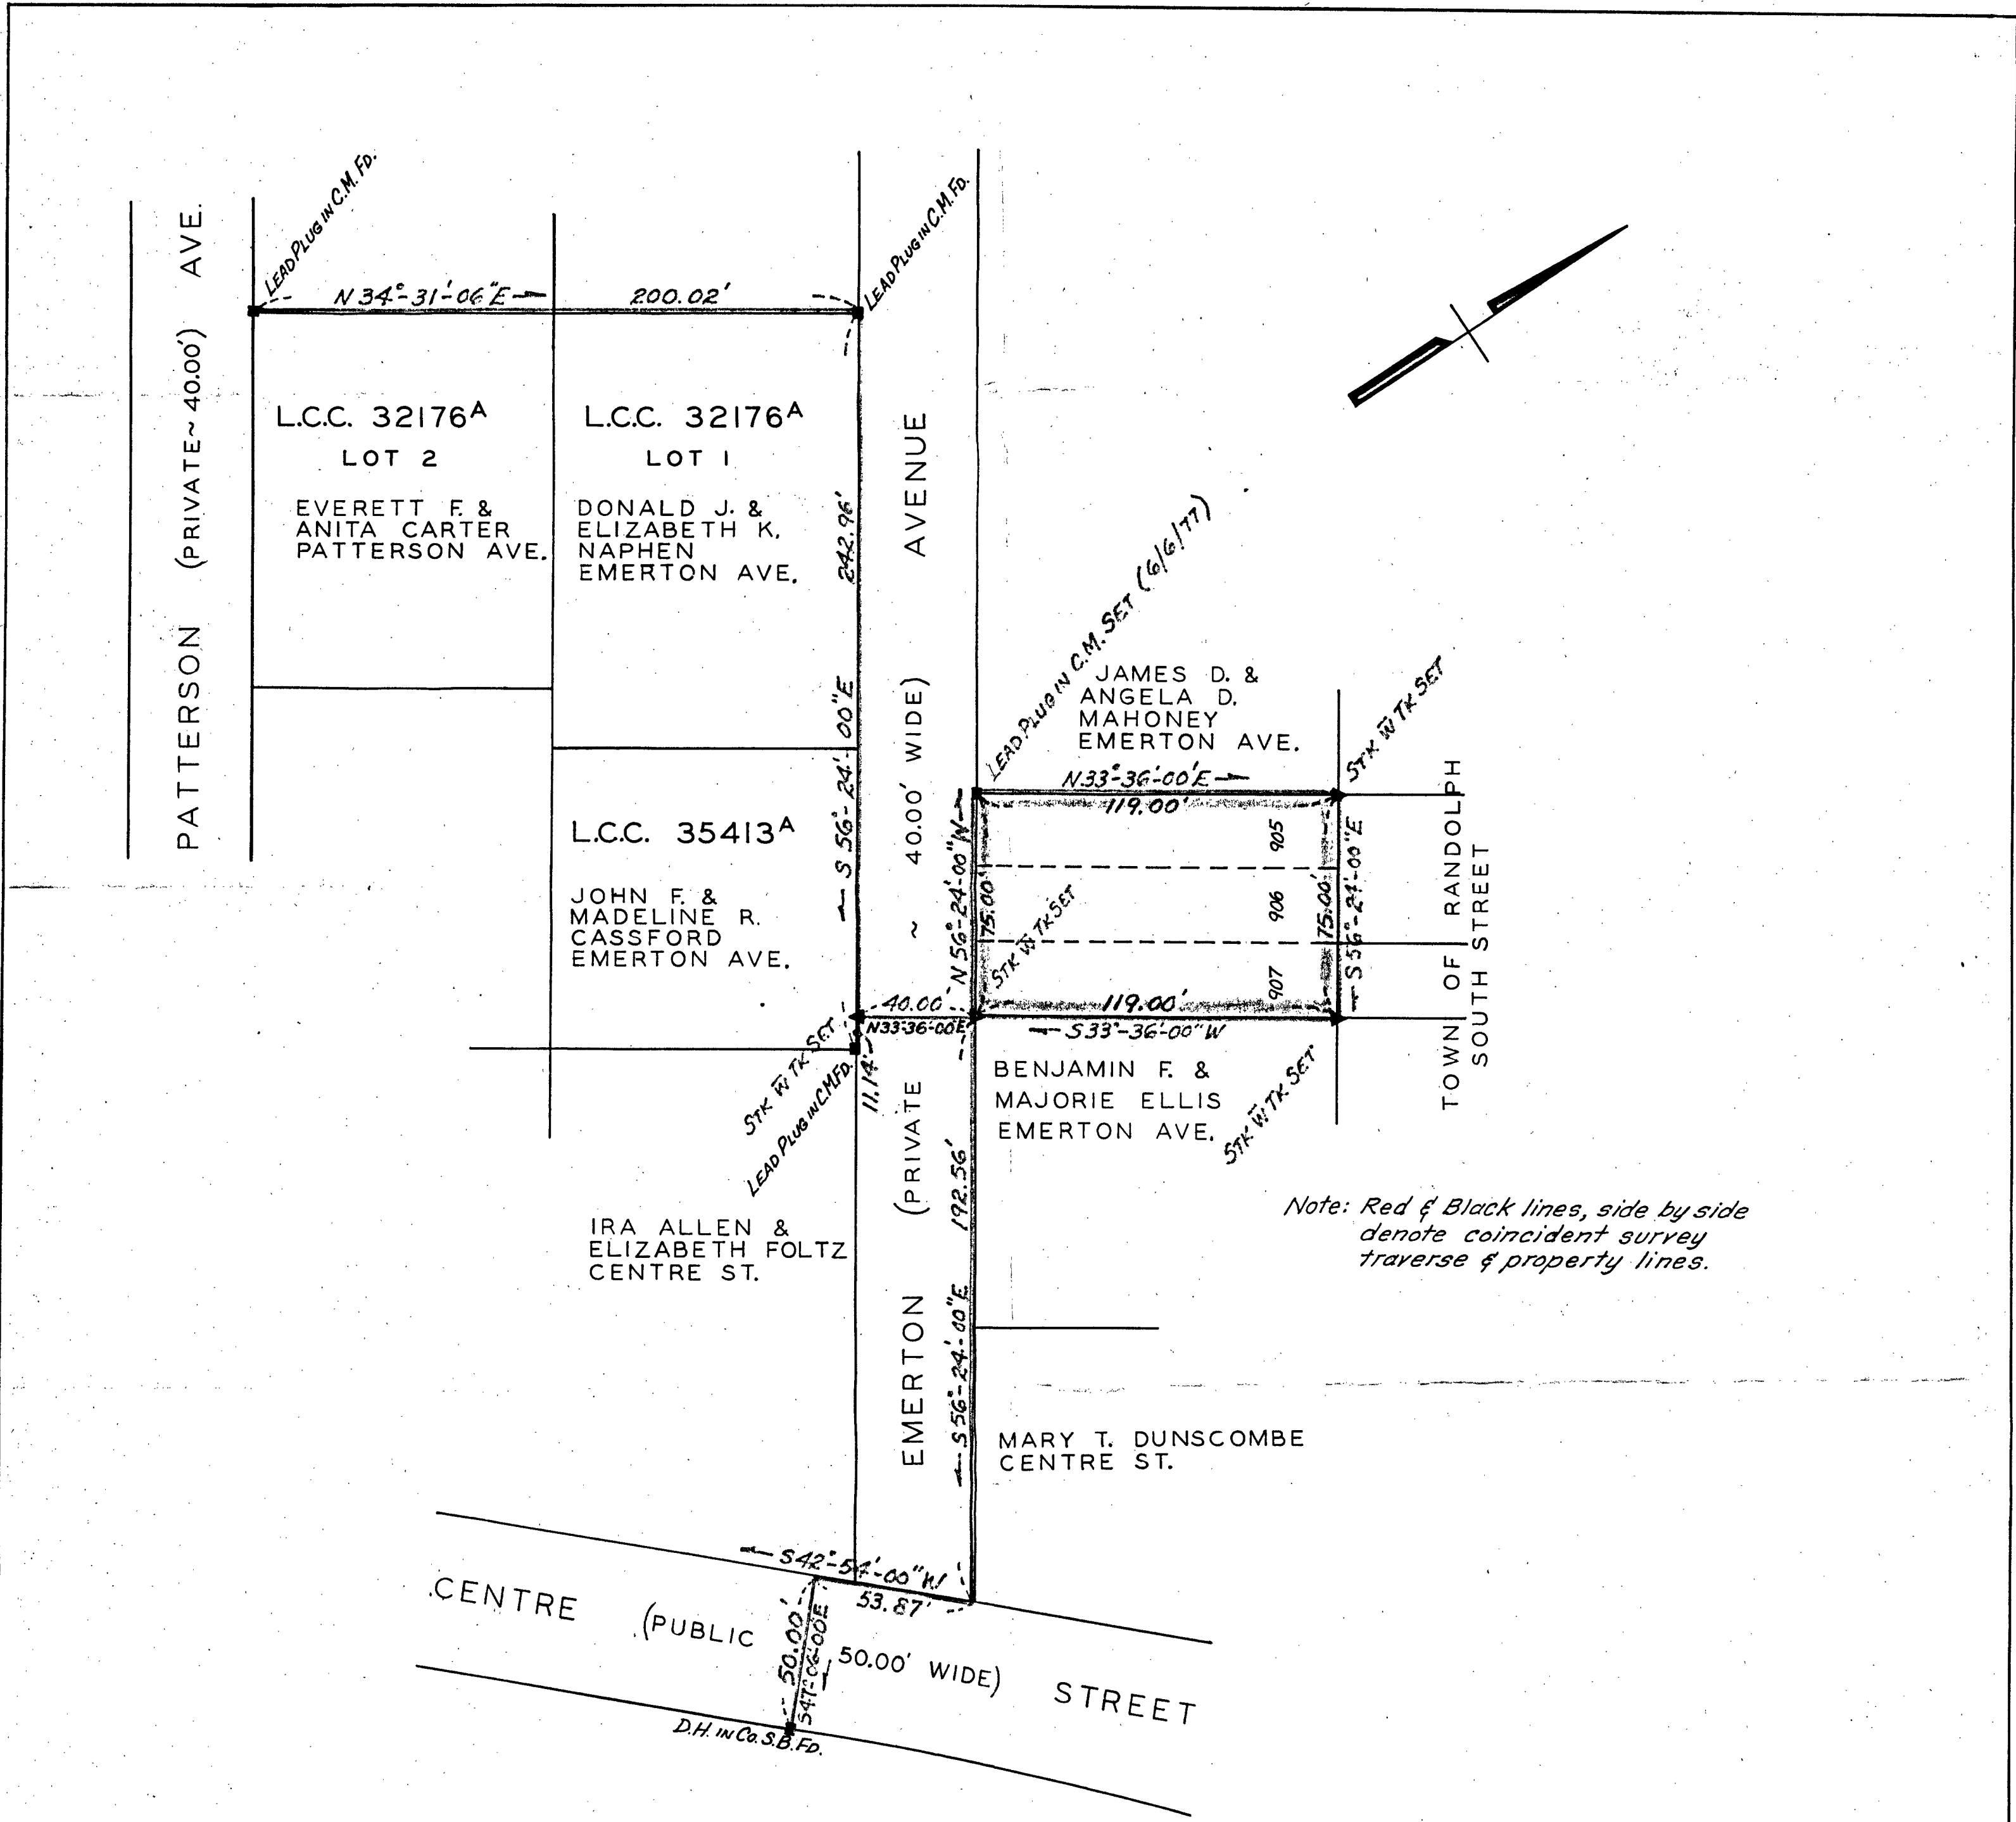 LEAD PLUG IN C.M. FD.
LEAD PLUG IN C.M. FD.
N 34°-31'-06"E
200.02'
PATTERSON (PRIVATE ~ 40.00') AVE.
L.C.C. 32176A
LOT 2
EVERETT F. &
ANITA CARTER
PATTERSON AVE.
L.C.C. 32176A
LOT 1
DONALD J. &
ELIZABETH K.
NAPHEN
EMERTON AVE.
242.96'
S 56°-24'-00"E
EMERTON (PRIVATE ~ 40.00' WIDE) AVENUE
LEAD PLUG IN C.M. SET (6/6/77)
JAMES D. &
ANGELA D.
MAHONEY
EMERTON AVE.
STK W̄ TK SET
N.33°-36'-00'E
119.00'
905
906
907
N 56°-24'-00"W
75.00'
STK W̄ TK SET
75.00'
S 56°-24'-00"E
TOWN OF RANDOLPH
SOUTH STREET
L.C.C. 35413A
JOHN F. &
MADELINE R.
CASSFORD
EMERTON AVE.
40.00'
N33-36-00E
119.00'
S33°-36'-00"W
STK W̄ TK SET
LEAD PLUG IN C.M.FD.
11.14'
BENJAMIN F. &
MAJORIE ELLIS
EMERTON AVE.
STK W̄ TK SET
192.56'
S 56°-24'-00"E
IRA ALLEN &
ELIZABETH FOLTZ
CENTRE ST.
Note: Red & Black lines, side by side
denote coincident survey
traverse & property lines.
MARY T. DUNSCOMBE
CENTRE ST.
S42°-54'-00"W
53.87'
CENTRE (PUBLIC 50.00' WIDE) STREET
50.00'
S47°-06-00E
D.H. IN CO. S.B. FD.